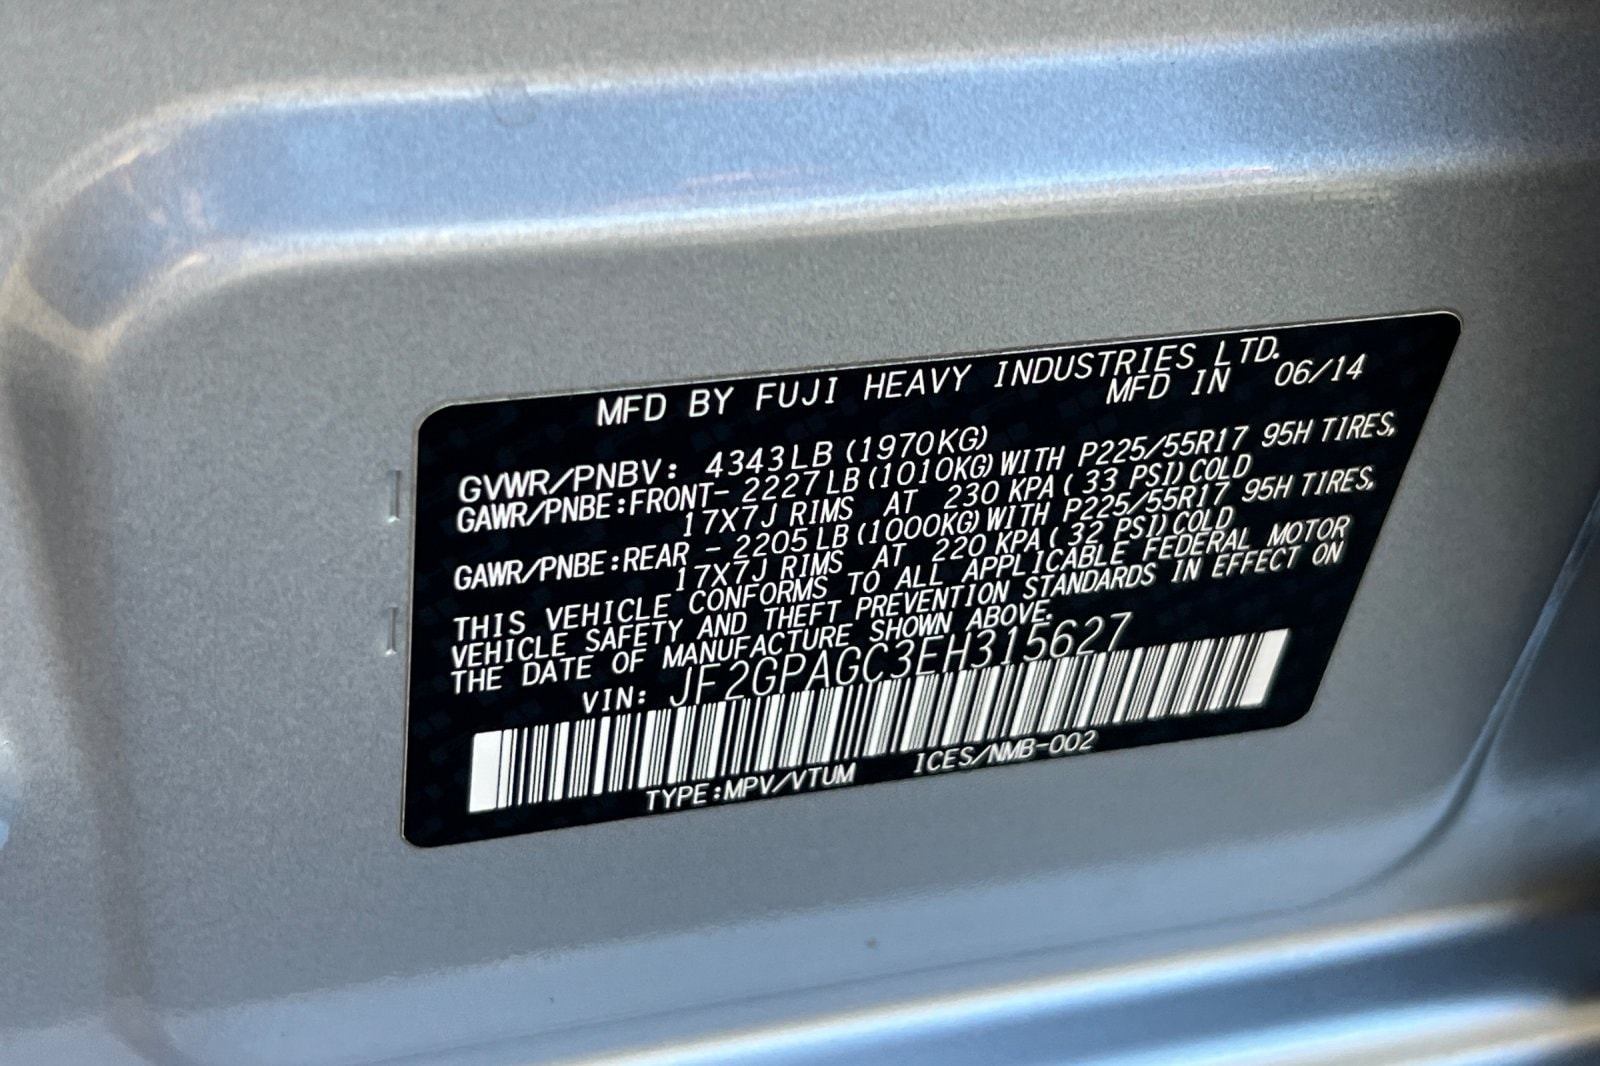 MFD BY FUJI HEAVY INDUSTRIES LTD.
MFD IN 06/14
GVWR/PNBV: 4343LB (1970KG)
GAWR/PNBE:FRONT- 2227LB (1010KG) WITH P225/55R17 95H TIRES,
17X7J RIMS AT 230 KPA ( 33 PSI) COLD
GAWR/PNBE:REAR - 2205LB (1000KG) WITH P225/55R17 95H TIRES,
17X7J RIMS AT 220 KPA ( 32 PSI) COLD
THIS VEHICLE CONFORMS TO ALL APPLICABLE FEDERAL MOTOR
VEHICLE SAFETY AND THEFT PREVENTION STANDARDS IN EFFECT ON
THE DATE OF MANUFACTURE SHOWN ABOVE.
VIN: JF2GPAGC3EH315627
TYPE:MPV/VTUM ICES/NMB-002